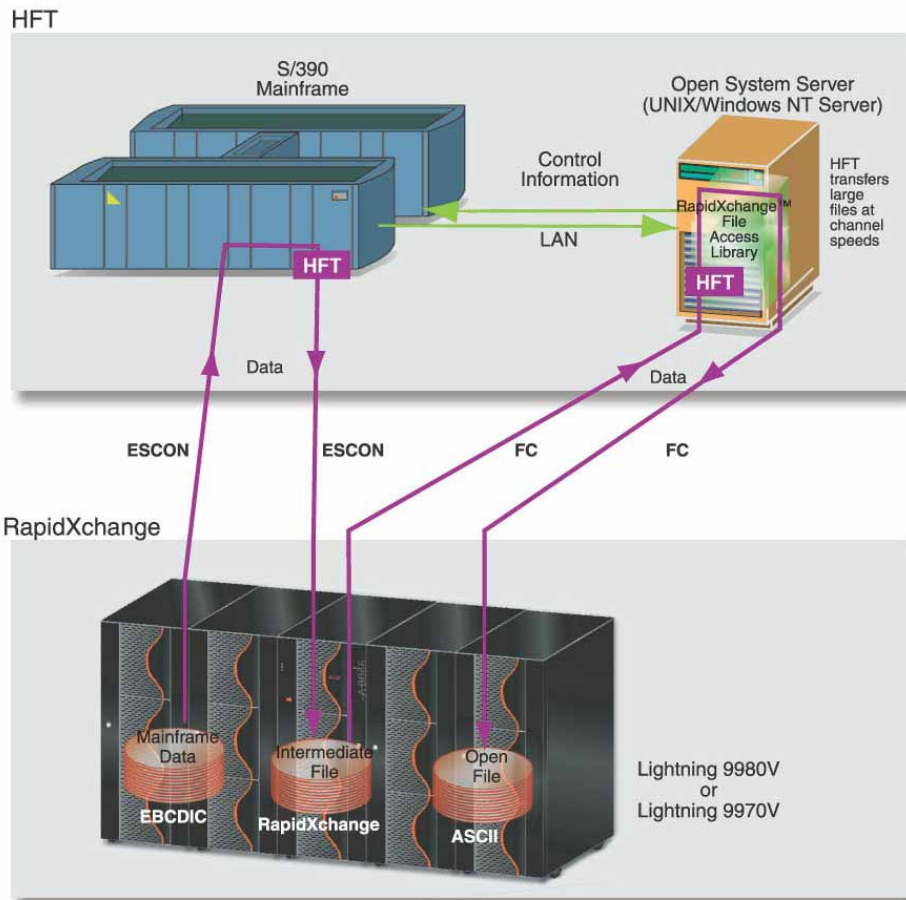 HFT
S/390
Mainframe
Open System Server
(UNIX/Windows NT Server)
Control
Information
LAN
RapidXchange™
File
Access
Library
HFT
transfers
large
files at
channel
speeds
HFT
HFT
Data
Data
ESCON
ESCON
FC
FC
RapidXchange
Mainframe
Data
EBCDIC
Intermediate
File
RapidXchange
Open
File
ASCII
Lightning 9980V
or
Lightning 9970V